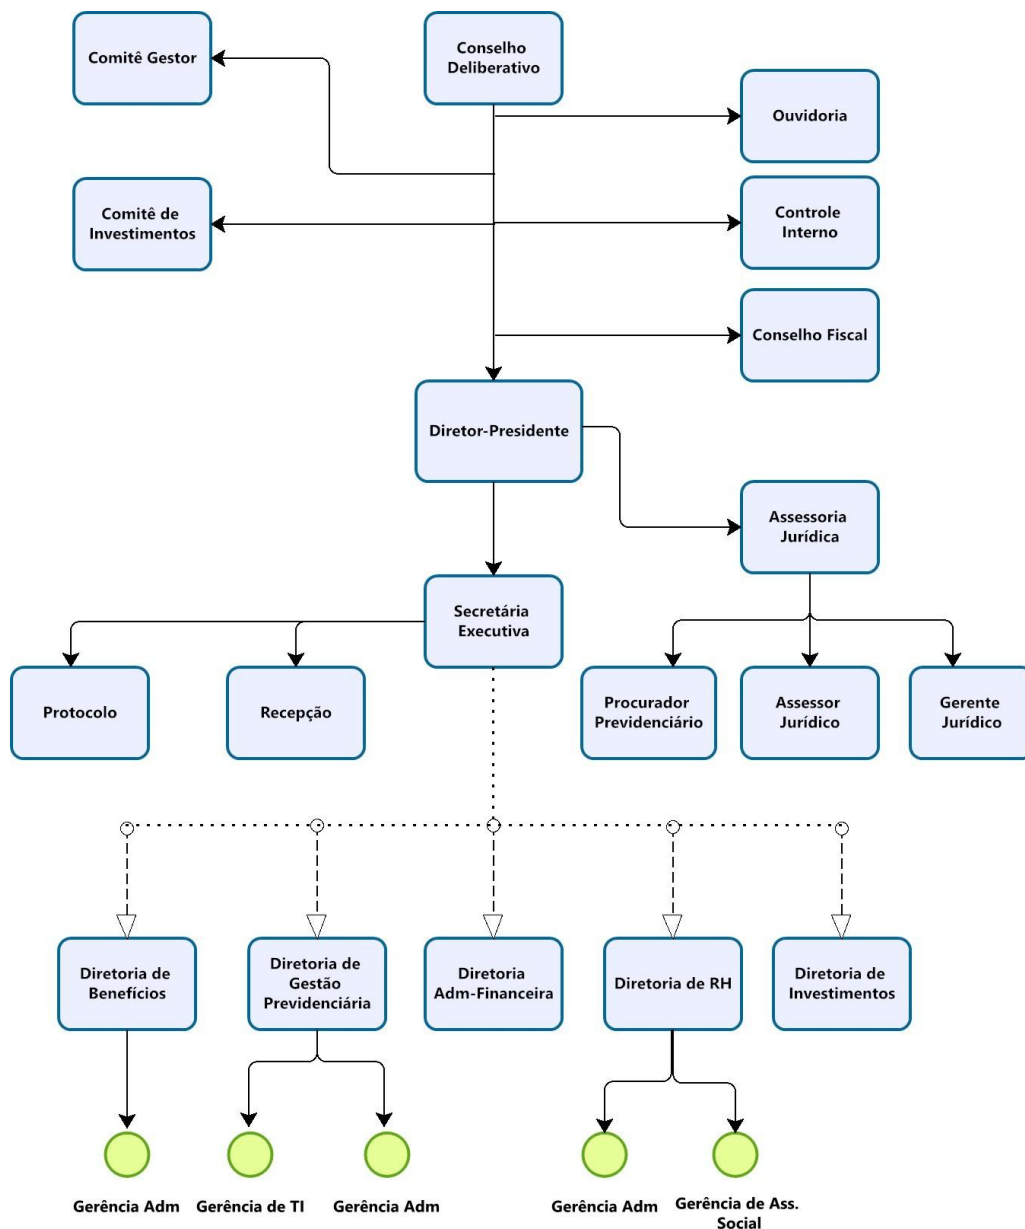 Conselho
Deliberativo
Comitê Gestor
Ouvidoria
Comitê de
Investimentos
Controle
Interno
Conselho Fiscal
Diretor-Presidente
Assessoria
Jurídica
Secretária
Executiva
Protocolo
Recepção
Procurador
Previdenciário
Assessor
Jurídico
Gerente
Jurídico
Diretoria de
Benefícios
Diretoria de
Gestão
Previdenciária
Diretoria
Adm-Financeira
Diretoria de RH
Diretoria de
Investimentos
Gerência Adm
Gerência de TI
Gerência Adm
Gerência Adm
Gerência de Ass.
Social